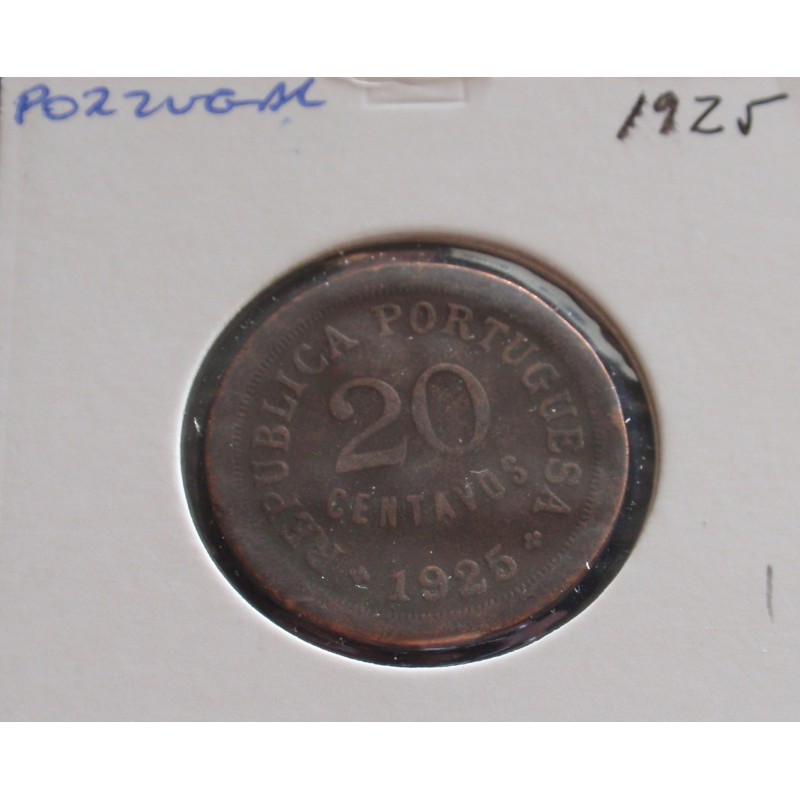 PORTUGAL 1925
REPUBLICA PORTUGUESA
20
CENTAVOS
1925